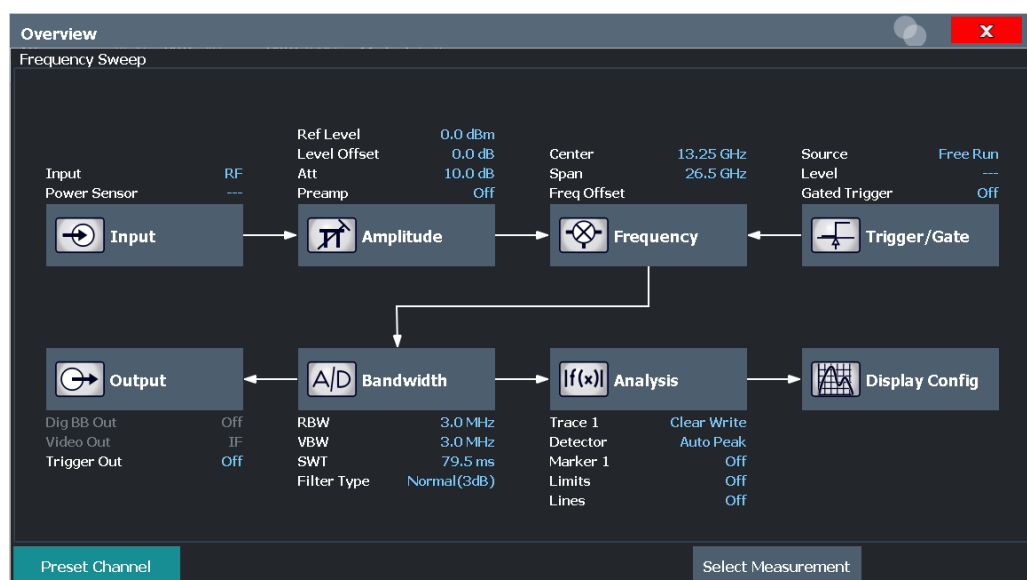 Overview
X
Frequency Sweep
Input RF
Power Sensor ---
Ref Level 0.0 dBm
Level Offset 0.0 dB
Att 10.0 dB
Preamp Off
Center 13.25 GHz
Span 26.5 GHz
Freq Offset
Source Free Run
Level ---
Gated Trigger Off
Input
Amplitude
Frequency
Trigger/Gate
Output
A/D Bandwidth
|f(x)| Analysis
Display Config
Dig BB Out Off
Video Out IF
Trigger Out Off
RBW 3.0 MHz
VBW 3.0 MHz
SWT 79.5 ms
Filter Type Normal(3dB)
Trace 1 Clear Write
Detector Auto Peak
Marker 1 Off
Limits Off
Lines Off
Preset Channel
Select Measurement